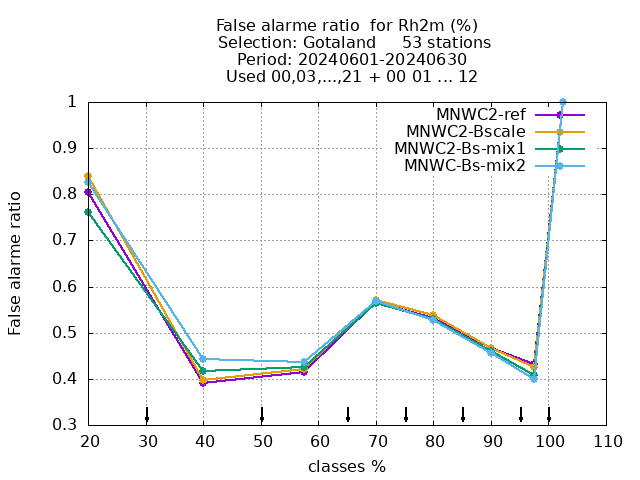 False alarme ratio  for Rh2m (%)
Selection: Gotaland     53 stations
Period: 20240601-20240630
Used 00,03,...,21 + 00 01 ... 12
MNWC2-ref
MNWC2-Bscale
MNWC2-Bs-mix1
MNWC-Bs-mix2
False alarme ratio
1
0.9
0.8
0.7
0.6
0.5
0.4
0.3
20 30 40 50 60 70 80 90 100 110
classes %